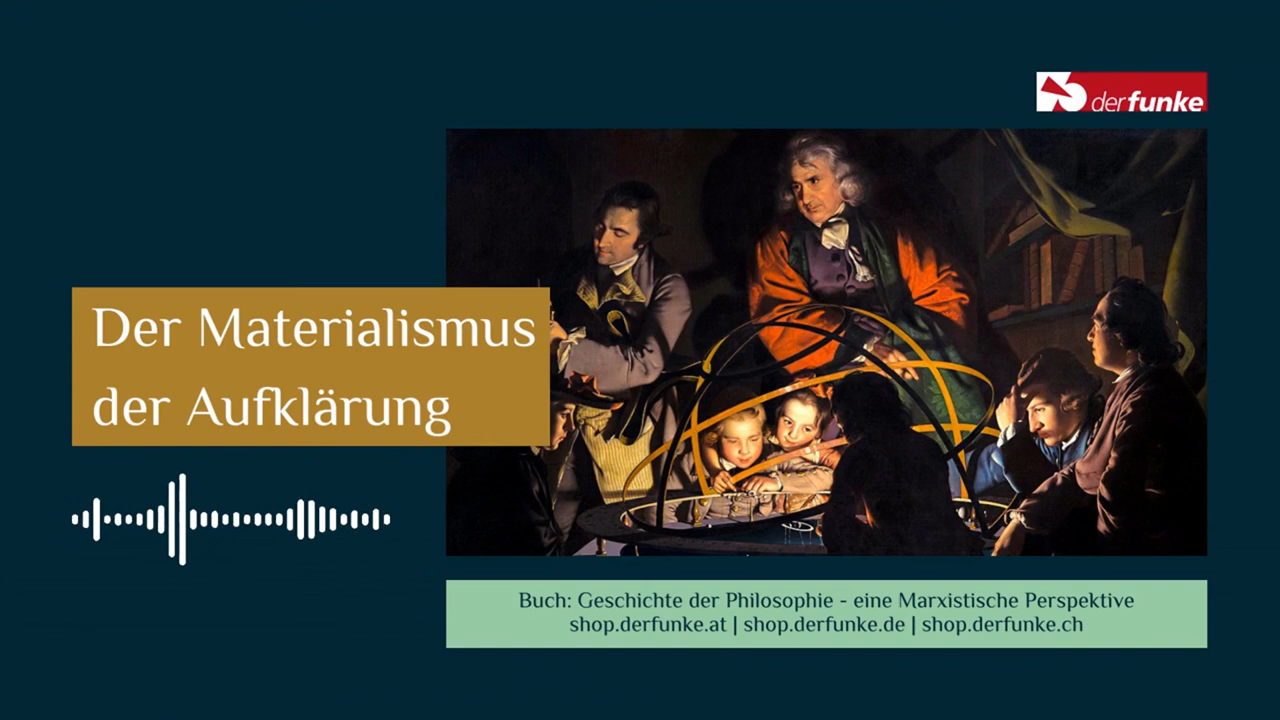 derfunke
Der Materialismus
der Aufklärung
Buch: Geschichte der Philosophie - eine Marxistische Perspektive
shop.derfunke.at | shop.derfunke.de | shop.derfunke.ch